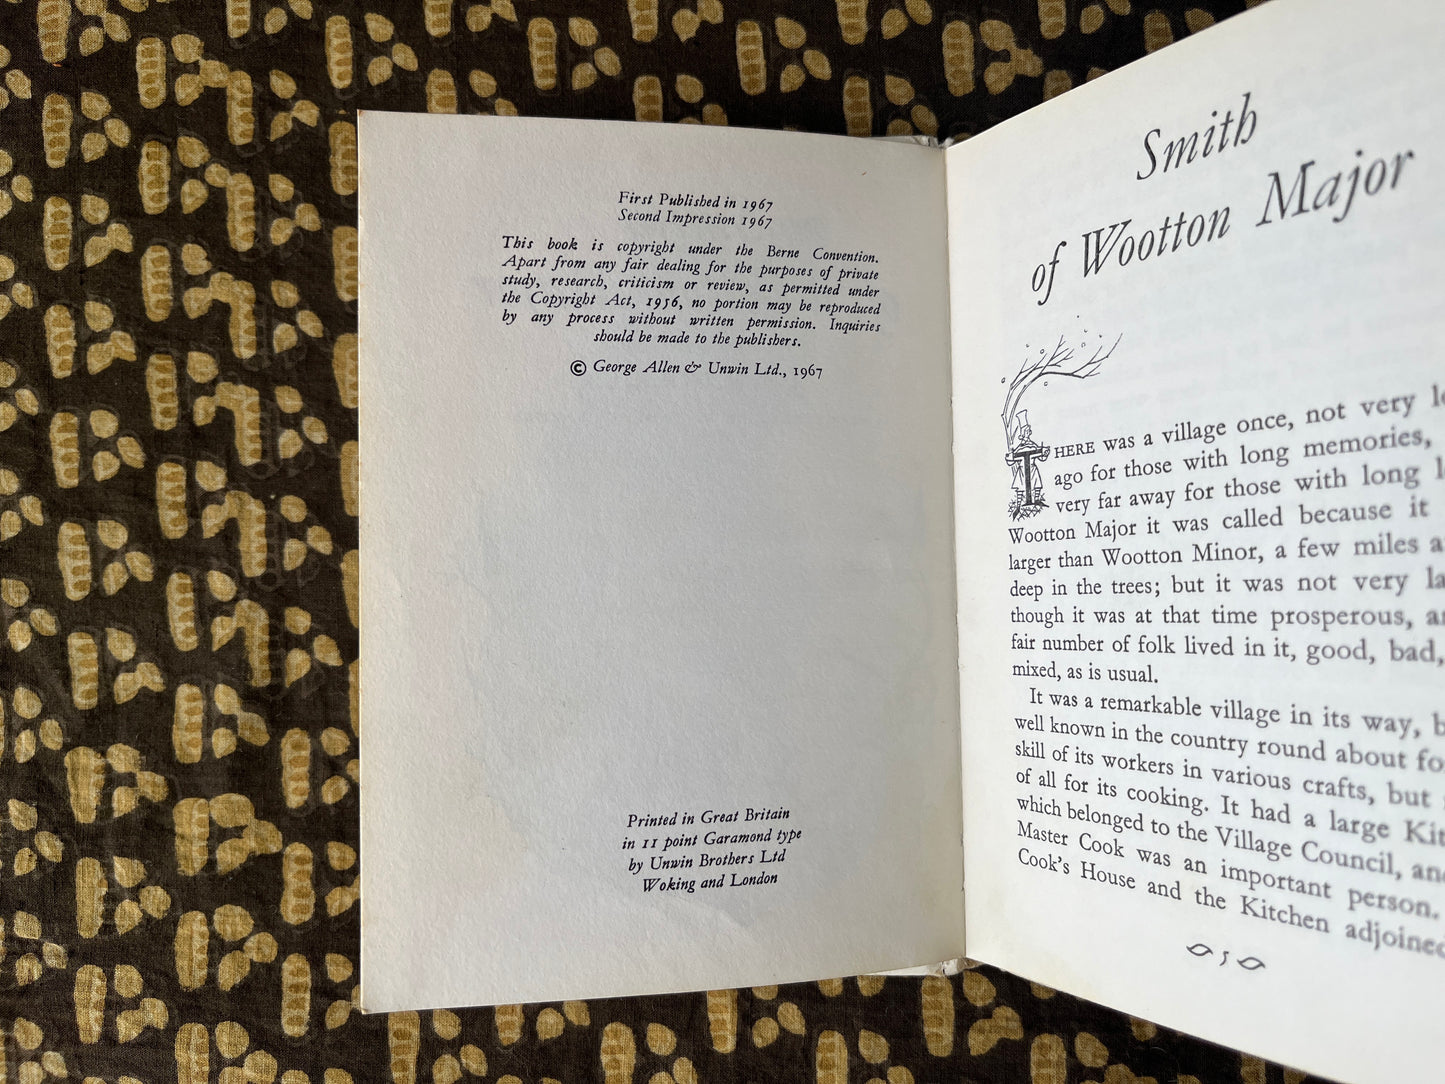 First Published in 1967
Second Impression 1967
This book is copyright under the Berne Convention.
Apart from any fair dealing for the purposes of private
study, research, criticism or review, as permitted under
the Copyright Act, 1956, no portion may be reproduced
by any process without written permission. Inquiries
should be made to the publishers.
© George Allen & Unwin Ltd., 1967
Printed in Great Britain
in 11 point Garamond type
by Unwin Brothers Ltd
Woking and London
Smith
of Wootton Major
THERE was a village once, not very
ago for those with long memories,
very far away for those with long
Wootton Major it was called because it
larger than Wootton Minor, a few miles
deep in the trees; but it was not very
though it was at that time prosperous,
fair number of folk lived in it, good, bad,
mixed, as is usual.
It was a remarkable village in its way,
well known in the country round about
skill of its workers in various crafts, but
of all for its cooking. It had a large
which belonged to the Village Council,
Master Cook was an important person.
Cook's House and the Kitchen adjoined
5